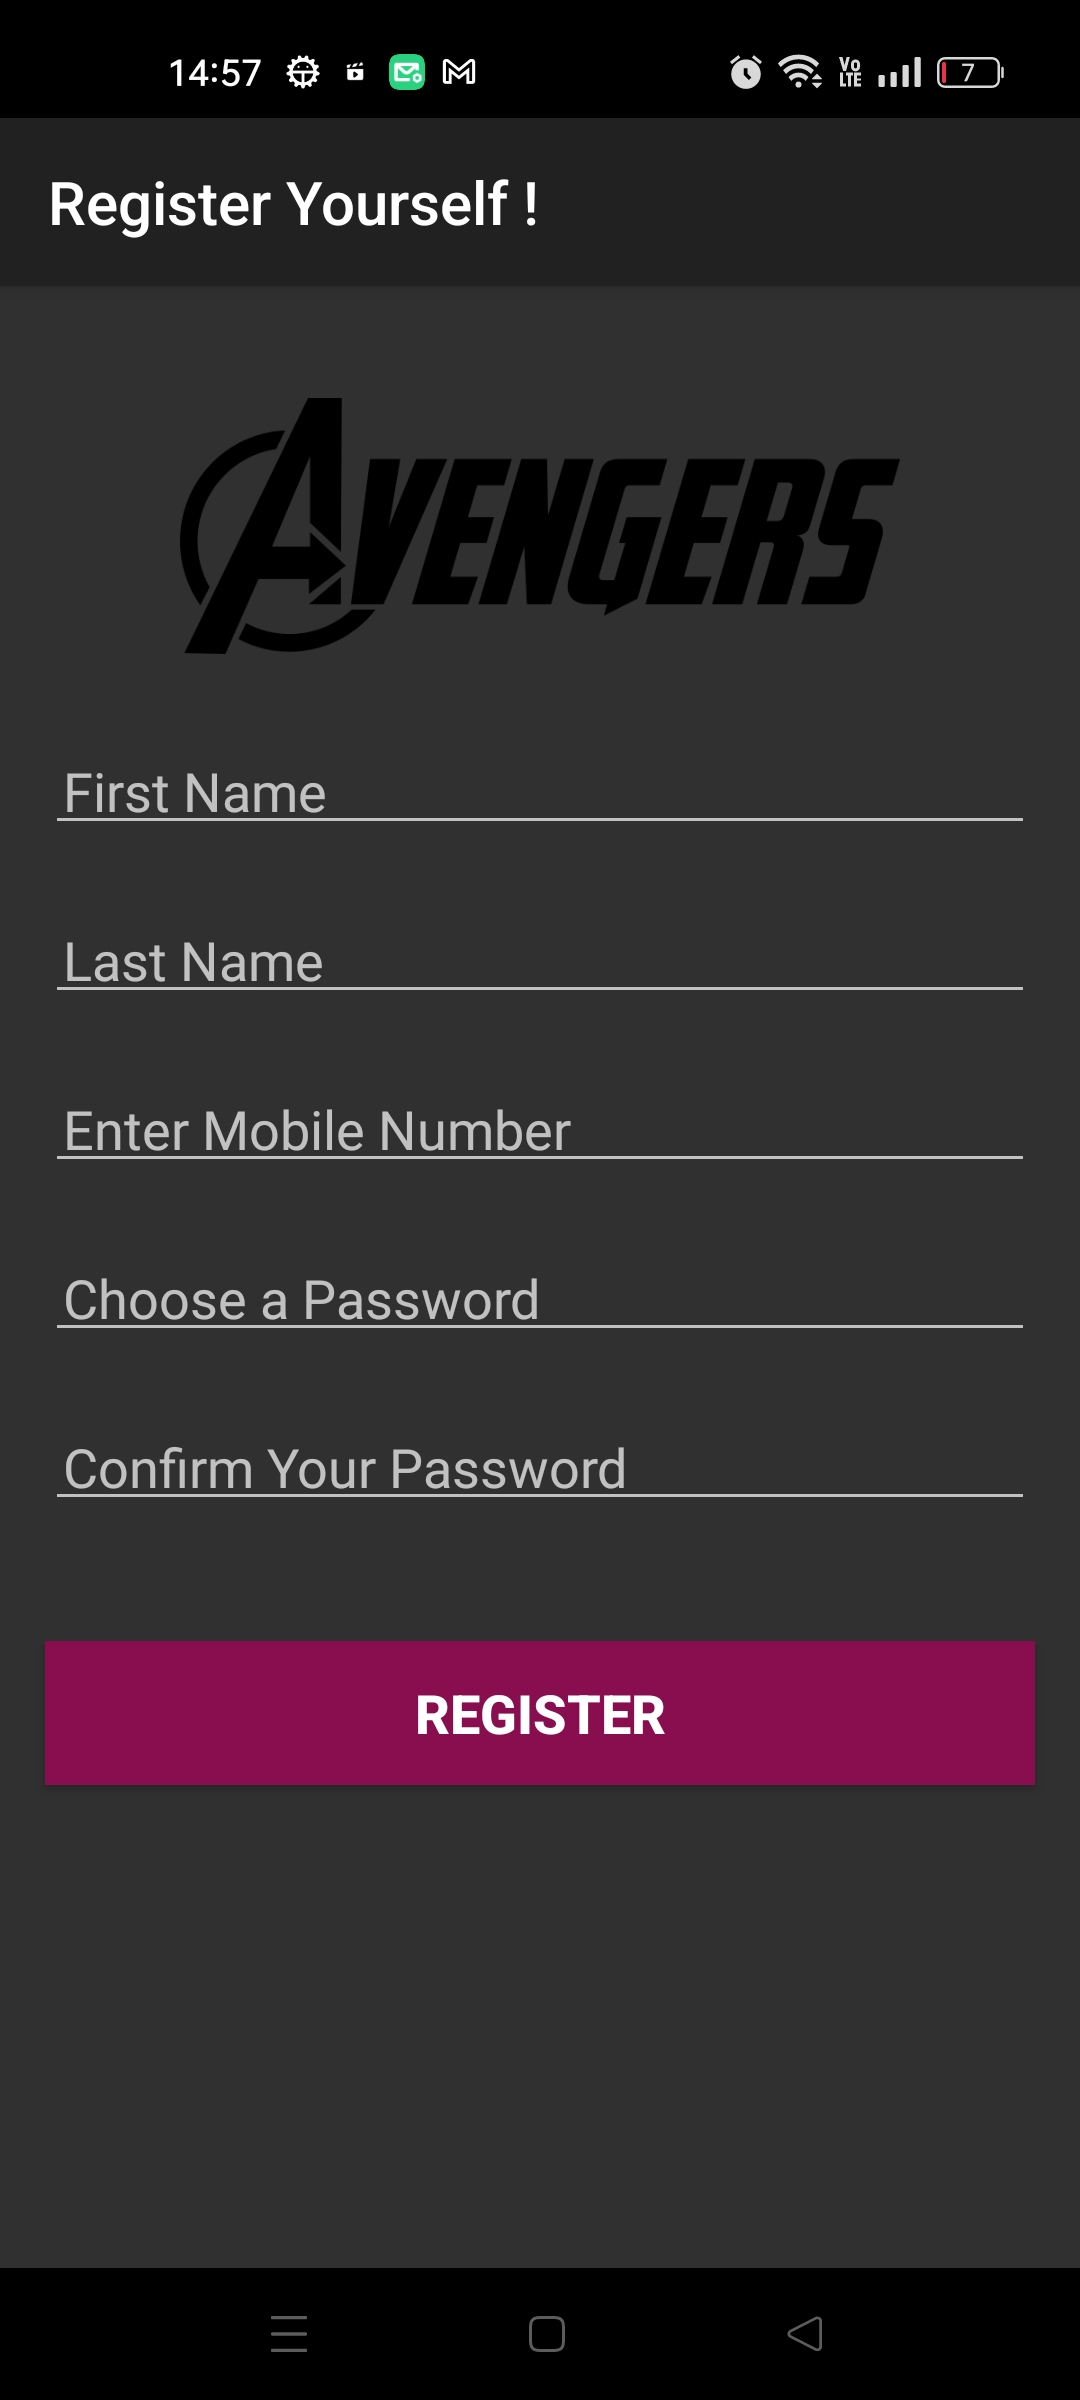 14:57
Vo
LTE
7
Register Yourself !
AVENGERS
First Name
Last Name
Enter Mobile Number
Choose a Password
Confirm Your Password
REGISTER